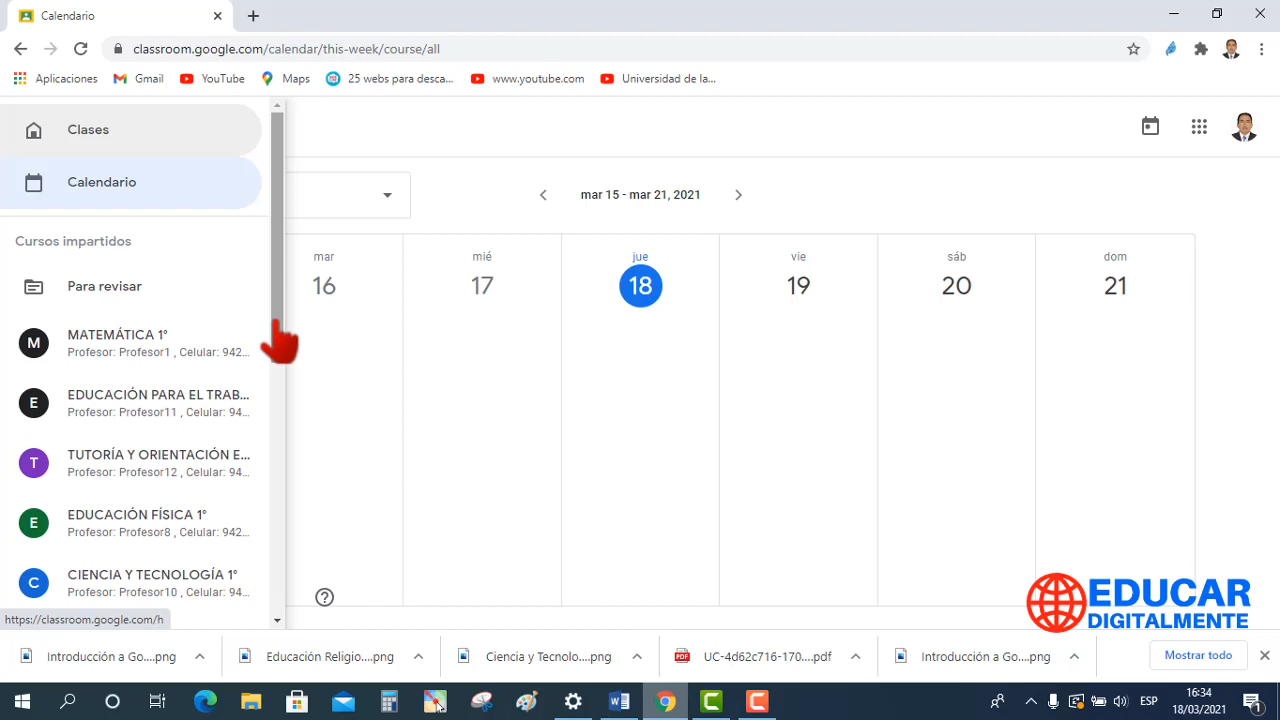 Calendario
classroom.google.com/calendar/this-week/course/all
Aplicaciones
Gmail
YouTube
Maps
25 webs para desca...
www.youtube.com
Universidad de la...
Clases
Calendario
mar 15 - mar 21, 2021
Cursos impartidos
mar
mié
jue
vie
sáb
dom
16
17
18
19
20
21
Para revisar
M
MATEMÁTICA 1°
Profesor: Profesor1 , Celular: 942...
E
EDUCACIÓN PARA EL TRAB...
Profesor: Profesor11 , Celular: 94...
T
TUTORÍA Y ORIENTACIÓN E...
Profesor: Profesor12 , Celular: 94...
E
EDUCACIÓN FÍSICA 1°
Profesor: Profesor8 , Celular: 942...
C
CIENCIA Y TECNOLOGÍA 1°
Profesor: Profesor10 , Celular: 94...
https://classroom.google.com/h
EDUCAR
DIGITALMENTE
Introducción a Go....png
Educación Religio....png
Ciencia y Tecnolo....png
UC-4d62c716-170....pdf
Introducción a Go....png
Mostrar todo
ESP
16:34
18/03/2021
1